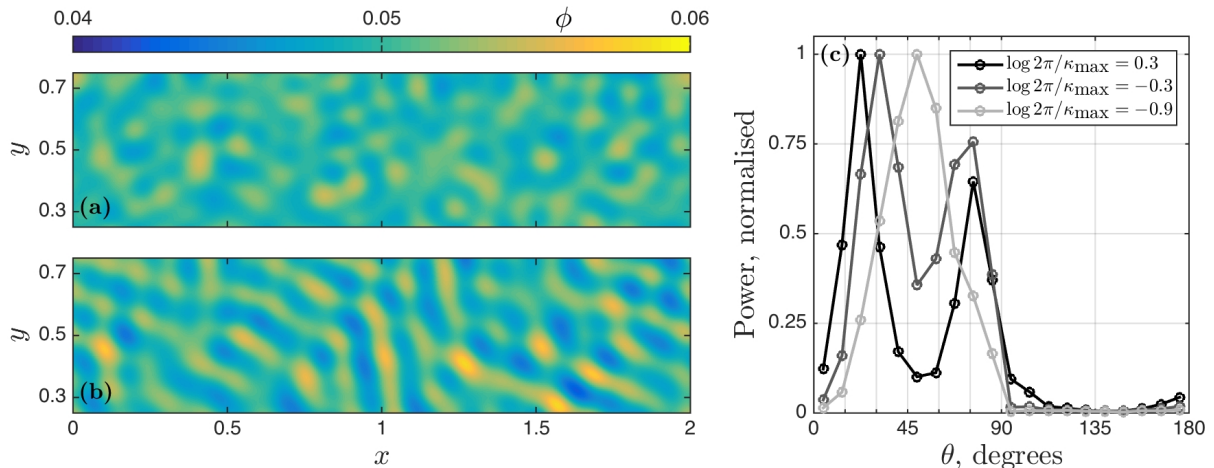 0.04
0.05
ϕ
0.06
0.7
0.5
0.3
y
(a)
0.7
0.5
0.3
y
(b)
0
0.5
1
1.5
2
x
(c)
log 2π/κmax = 0.3
log 2π/κmax = −0.3
log 2π/κmax = −0.9
1
0.75
0.5
0.25
0
Power, normalised
0
45
90
135
180
θ, degrees